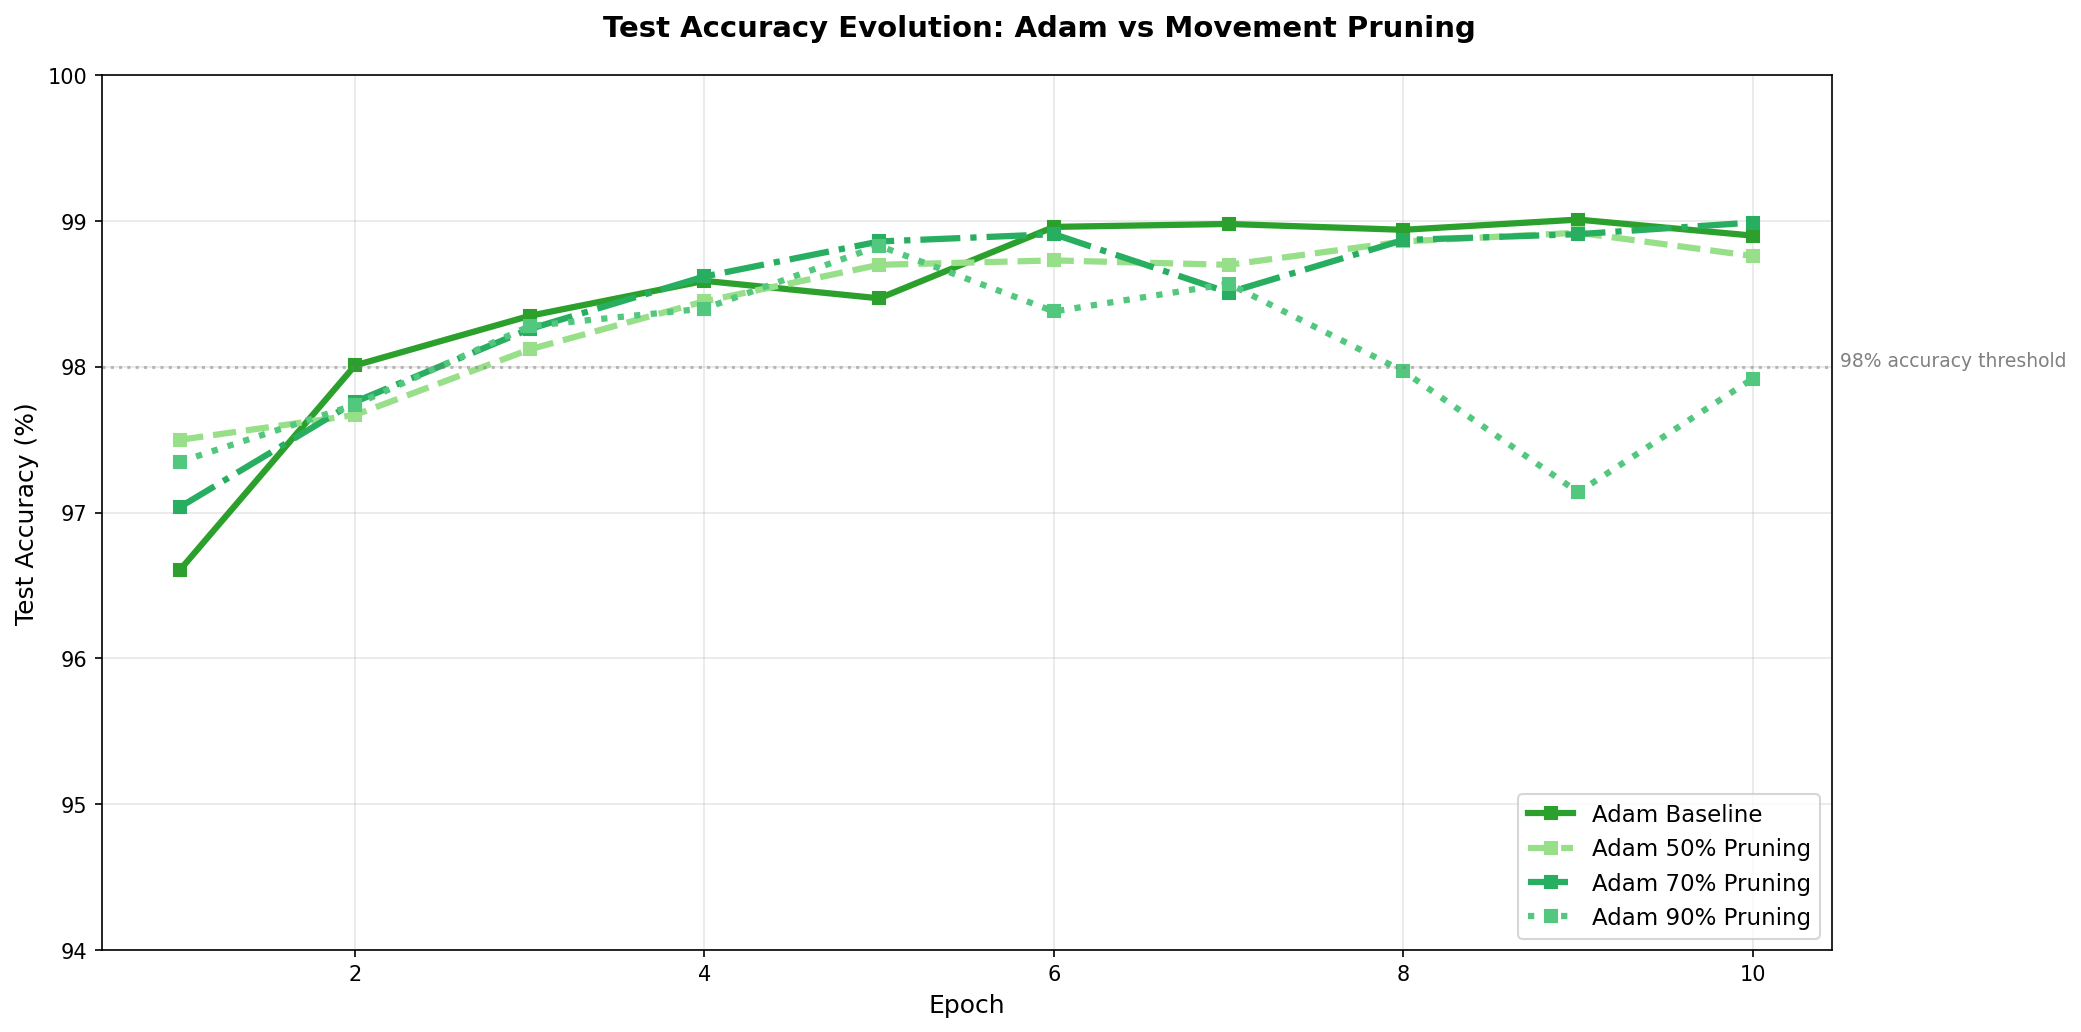 Test Accuracy Evolution: Adam vs Movement Pruning
Test Accuracy (%)
100
99
98
97
96
95
94
98% accuracy threshold
Adam Baseline
Adam 50% Pruning
Adam 70% Pruning
Adam 90% Pruning
2
4
6
8
10
Epoch